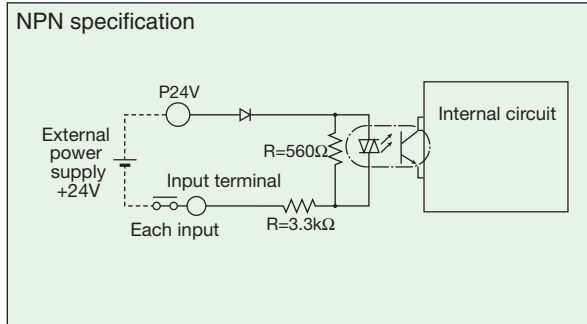 NPN specification
P24V
External
power
supply
+24V
R=560Ω
Internal circuit
Input terminal
Each input
R=3.3kΩ